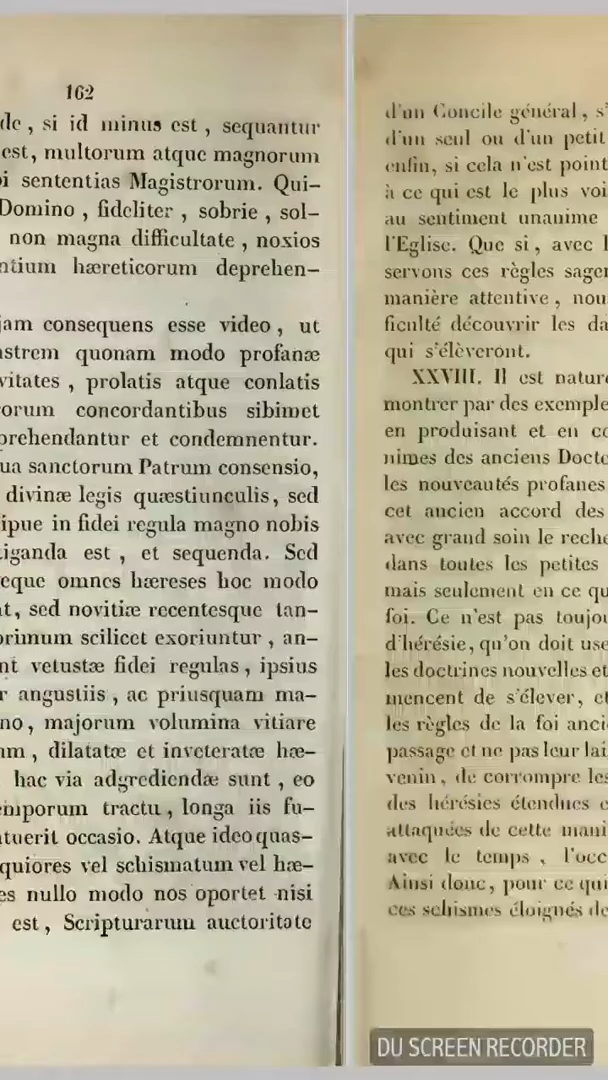 162
de, si id minus est, sequantur
est, multorum atque magnorum
i sententias Magistrorum. Qui-
Domino, fideliter, sobrie, sol-
non magna difficultate, noxios
ntium hæreticorum deprehen-
jam consequens esse video, ut
strem quonam modo profanæ
vitates, prolatis atque conlatis
orum concordantibus sibimet
prehendantur et condemnentur.
ua sanctorum Patrum consensio,
divinæ legis quæstiunculis, sed
ipue in fidei regula magno nobis
tiganda est, et sequenda. Sed
eque omnes hæreses hoc modo
t, sed novitiæ recentesque tan-
primum scilicet exoriuntur, an-
nt vetustæ fidei regulas, ipsius
r angustiis, ac priusquam ma-
no, majorum volumina vitiare
m, dilatatæ et inveteratæ hæ-
hac via adgrediendæ sunt, eo
emporum tractu, longa iis fu-
tuerit occasio. Atque ideo quas-
quiores vel schismatum vel hæ-
es nullo modo nos oportet nisi
est, Scripturarum auctoritate
d'un Concile général, s'
d'un seul ou d'un petit
enfin, si cela n'est point
à ce qui est le plus voi
au sentiment unanime
l'Eglise. Que si, avec l
servons ces règles sage
manière attentive, nou
ficulté découvrir les da
qui s'élèveront.
XXVIII. Il est nature
montrer par des exemple
en produisant et en co
nimes des anciens Docte
les nouveautés profanes
cet ancien accord des
avec grand soin le reche
dans toutes les petites
mais seulement en ce qu
foi. Ce n'est pas toujou
d'hérésie, qu'on doit use
les doctrines nouvelles et
mencent de s'élever, et
les règles de la foi anci
passage et ne pas leur lai
venin, de corrompre les
des hérésies étendues e
attaquées de cette mani
avec le temps, l'occ
Ainsi donc, pour ce qui
ces schismes éloignés de
DU SCREEN RECORDER